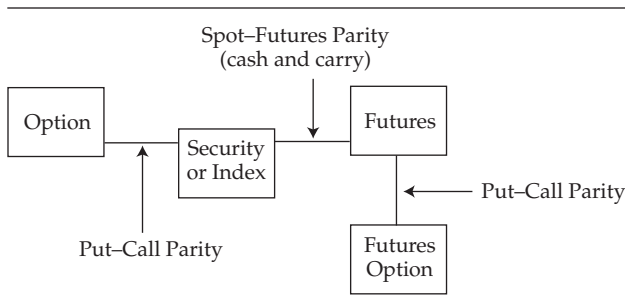 Spot–Futures Parity
(cash and carry)
Option
Futures
Security
or Index
Put–Call Parity
Put–Call Parity
Futures
Option